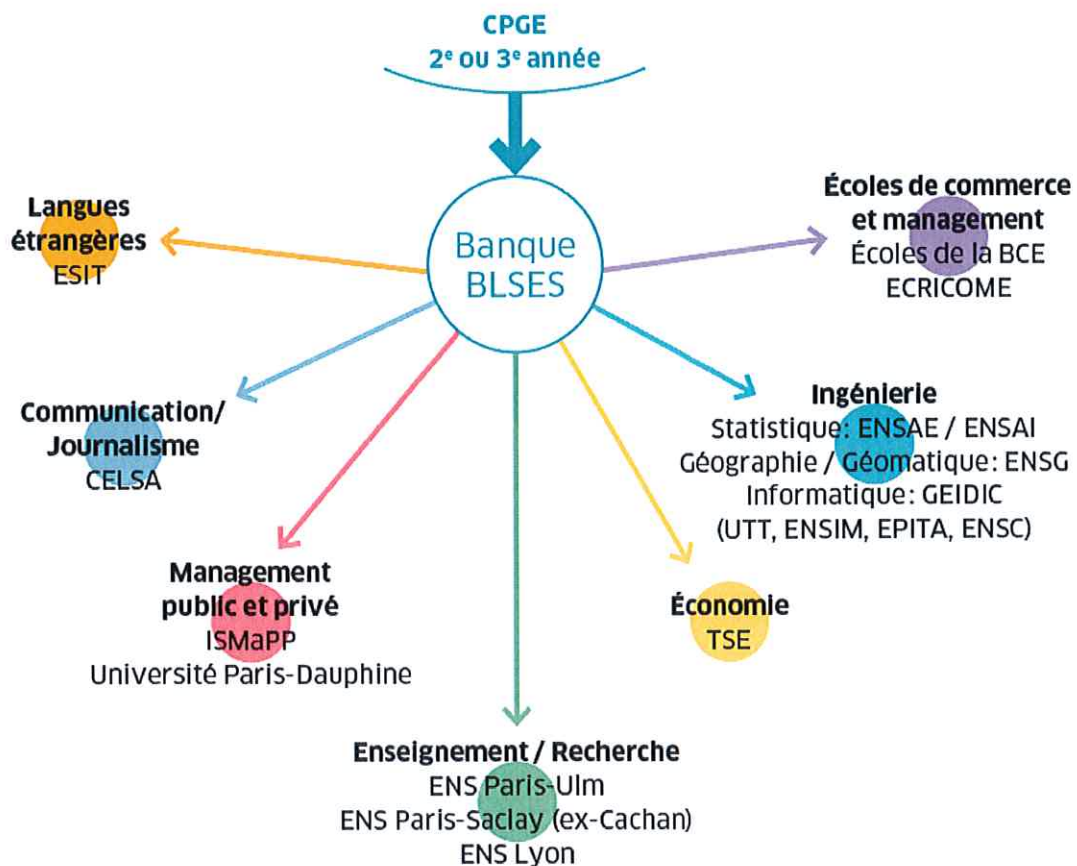 CPGE
2e ou 3e année
Banque
BLSES
Langues
étrangères
ESIT
Écoles de commerce
et management
Écoles de la BCE
ECRICOME
Communication/
Journalisme
CELSA
Ingénierie
Statistique: ENSAE / ENSAI
Géographie / Géomatique: ENSG
Informatique: GEIDIC
(UTT, ENSIM, EPITA, ENSC)
Management
public et privé
ISMaPP
Université Paris-Dauphine
Économie
TSE
Enseignement / Recherche
ENS Paris-Ulm
ENS Paris-Saclay (ex-Cachan)
ENS Lyon